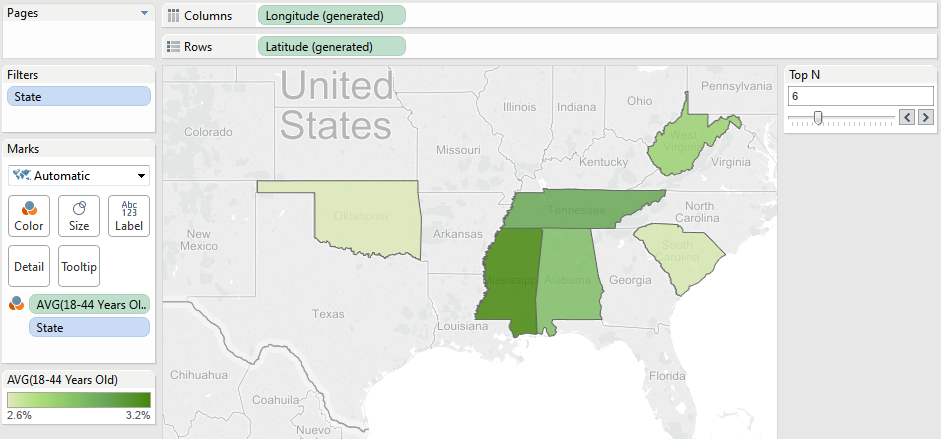 Pages
Columns
Longitude (generated)
Rows
Latitude (generated)
Filters
State
Marks
Automatic
Color
Size
Abc
123
Label
Detail
Tooltip
AVG(18-44 Years Ol..
State
AVG(18-44 Years Old)
2.6%
3.2%
United
States
Pennsylvania
Ohio
Illinois
Indiana
Colorado
Missouri
West
Virginia
Virginia
Kentucky
Oklahoma
Tennessee
North
Carolina
New
Mexico
Arkansas
South
Carolina
Mississippi
Alabama
Georgia
Texas
Louisiana
Florida
Chihuahua
Coahuila
Nuevo
Top N
6